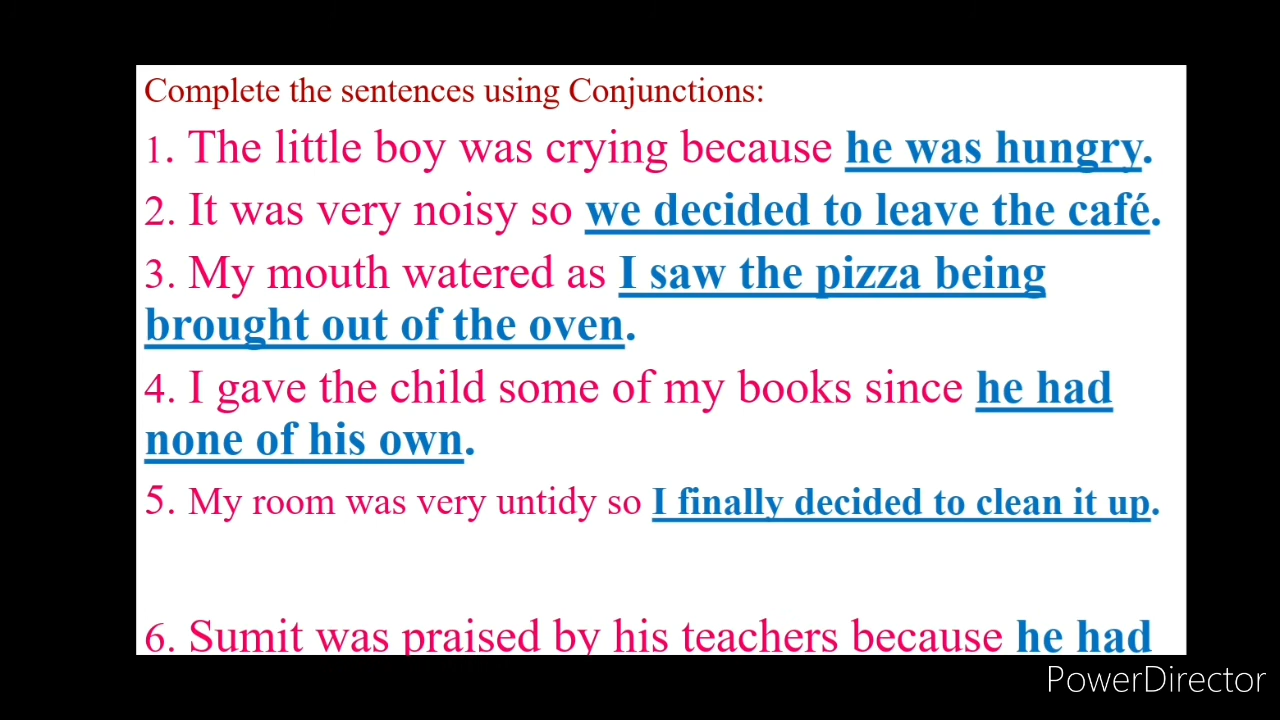 Complete the sentences using Conjunctions:
1. The little boy was crying because he was hungry.
2. It was very noisy so we decided to leave the café.
3. My mouth watered as I saw the pizza being
brought out of the oven.
4. I gave the child some of my books since he had
none of his own.
5. My room was very untidy so I finally decided to clean it up.
6. Sumit was praised by his teachers because he had
PowerDirector